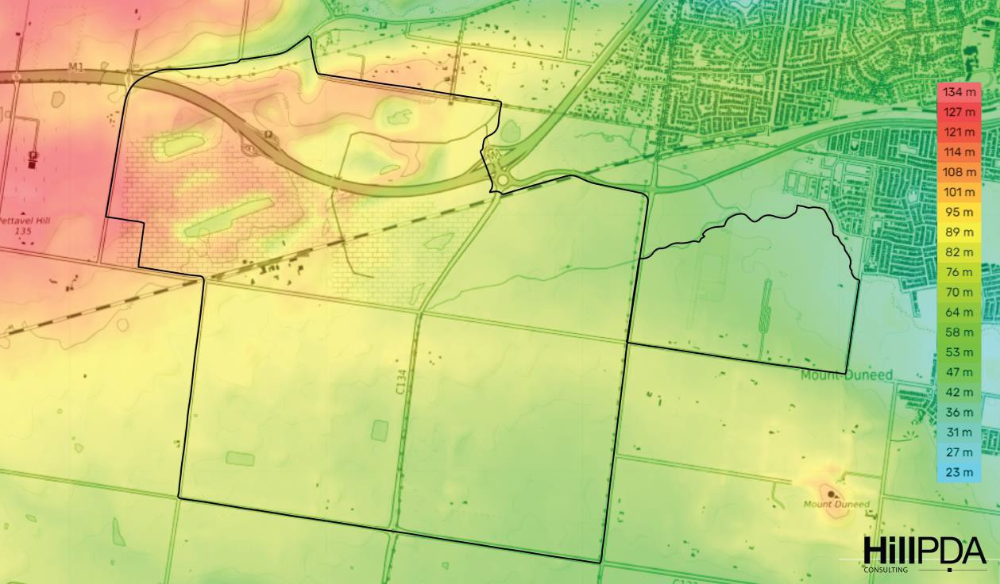 M1
134 m
127 m
121 m
114 m
108 m
101 m
95 m
89 m
82 m
76 m
70 m
64 m
58 m
53 m
47 m
42 m
36 m
31 m
27 m
23 m
P
P
Pettavel Hill
135
C134
Mount Duneed
Mount Duneed
HillPDA
CONSULTING